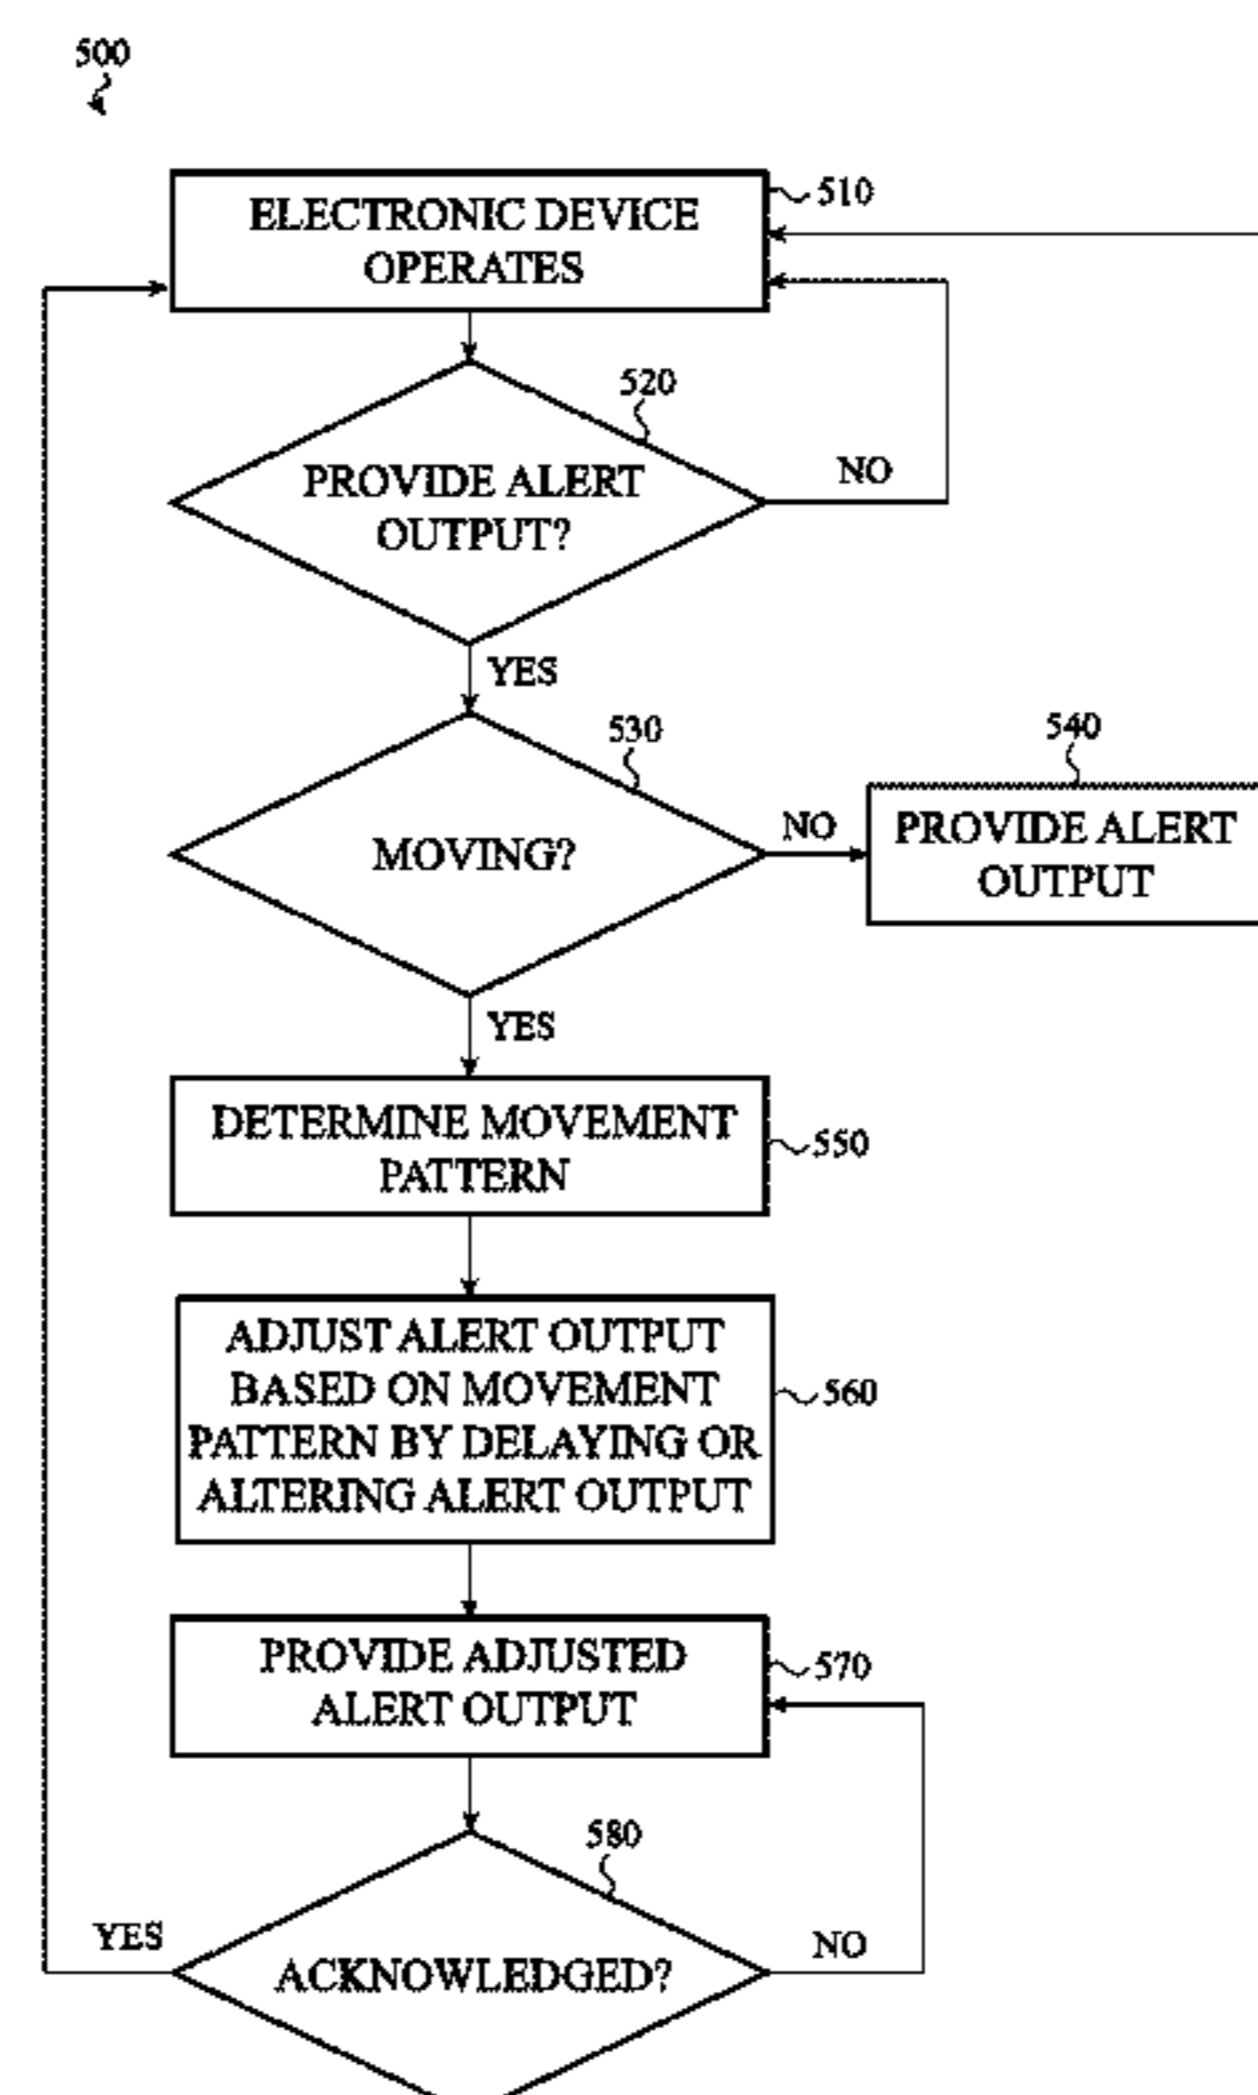 500
ELECTRONIC DEVICE
OPERATES
510
520
PROVIDE ALERT
OUTPUT?
NO
YES
530
MOVING?
NO
540
PROVIDE ALERT
OUTPUT
YES
DETERMINE MOVEMENT
PATTERN
550
ADJUST ALERT OUTPUT
BASED ON MOVEMENT
PATTERN BY DELAYING OR
ALTERING ALERT OUTPUT
560
PROVIDE ADJUSTED
ALERT OUTPUT
570
580
YES
ACKNOWLEDGED?
NO